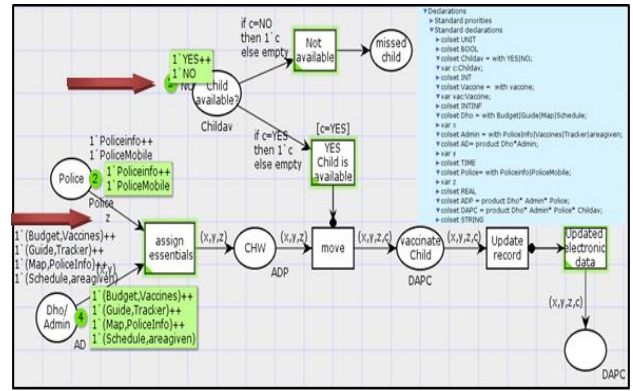 if c=NO
then 1`c
else empty
Not
available
missed
child
1`YES++
1`NO
2
Child
available?
Childav
if c=YES
then 1`c
else empty
[c=YES]
YES
Child is
available
1`Policeinfo++
1`PoliceMobile
Police
2
1`Policeinfo++
1`PoliceMobile
Police
z
1`(Budget,Vaccines)++
1`(Guide,Tracker)++
1`(Map,PoliceInfo)++
1`(Schedule,areagiven)
(x,y)
assign
essentials
(x,y,z)
CHW
ADP
(x,y,z)
move
(x,y,z,c)
vaccinate
Child
DAPC
(x,y,z,c)
Update
record
Updated
electronic
data
(x,y,z,c)
DAPC
Dho/
Admin
AD
4
1`(Budget,Vaccines)++
1`(Guide,Tracker)++
1`(Map,PoliceInfo)++
1`(Schedule,areagiven)
Declarations
Standard priorities
Standard declarations
colset UNIT
colset BOOL
colset Childav = with YES|NO;
var c:Childav;
colset INT
colset Vaccone = with vaccine;
var vac:Vaccine;
colset INTINF
colset Dho = with Budget|Guide|Map|Schedule;
var x
colset Admin = with PoliceInfo|Vaccines|Tracker|areagiven;
colset AD= product Dho*Admin;
var y
colset TIME
colset Police= with Policeinfo|PoliceMobile;
var z
colset REAL
colset ADP = product Dho* Admin* Police;
colset DAPC = product Dho* Admin* Police* Childav;
colset STRING